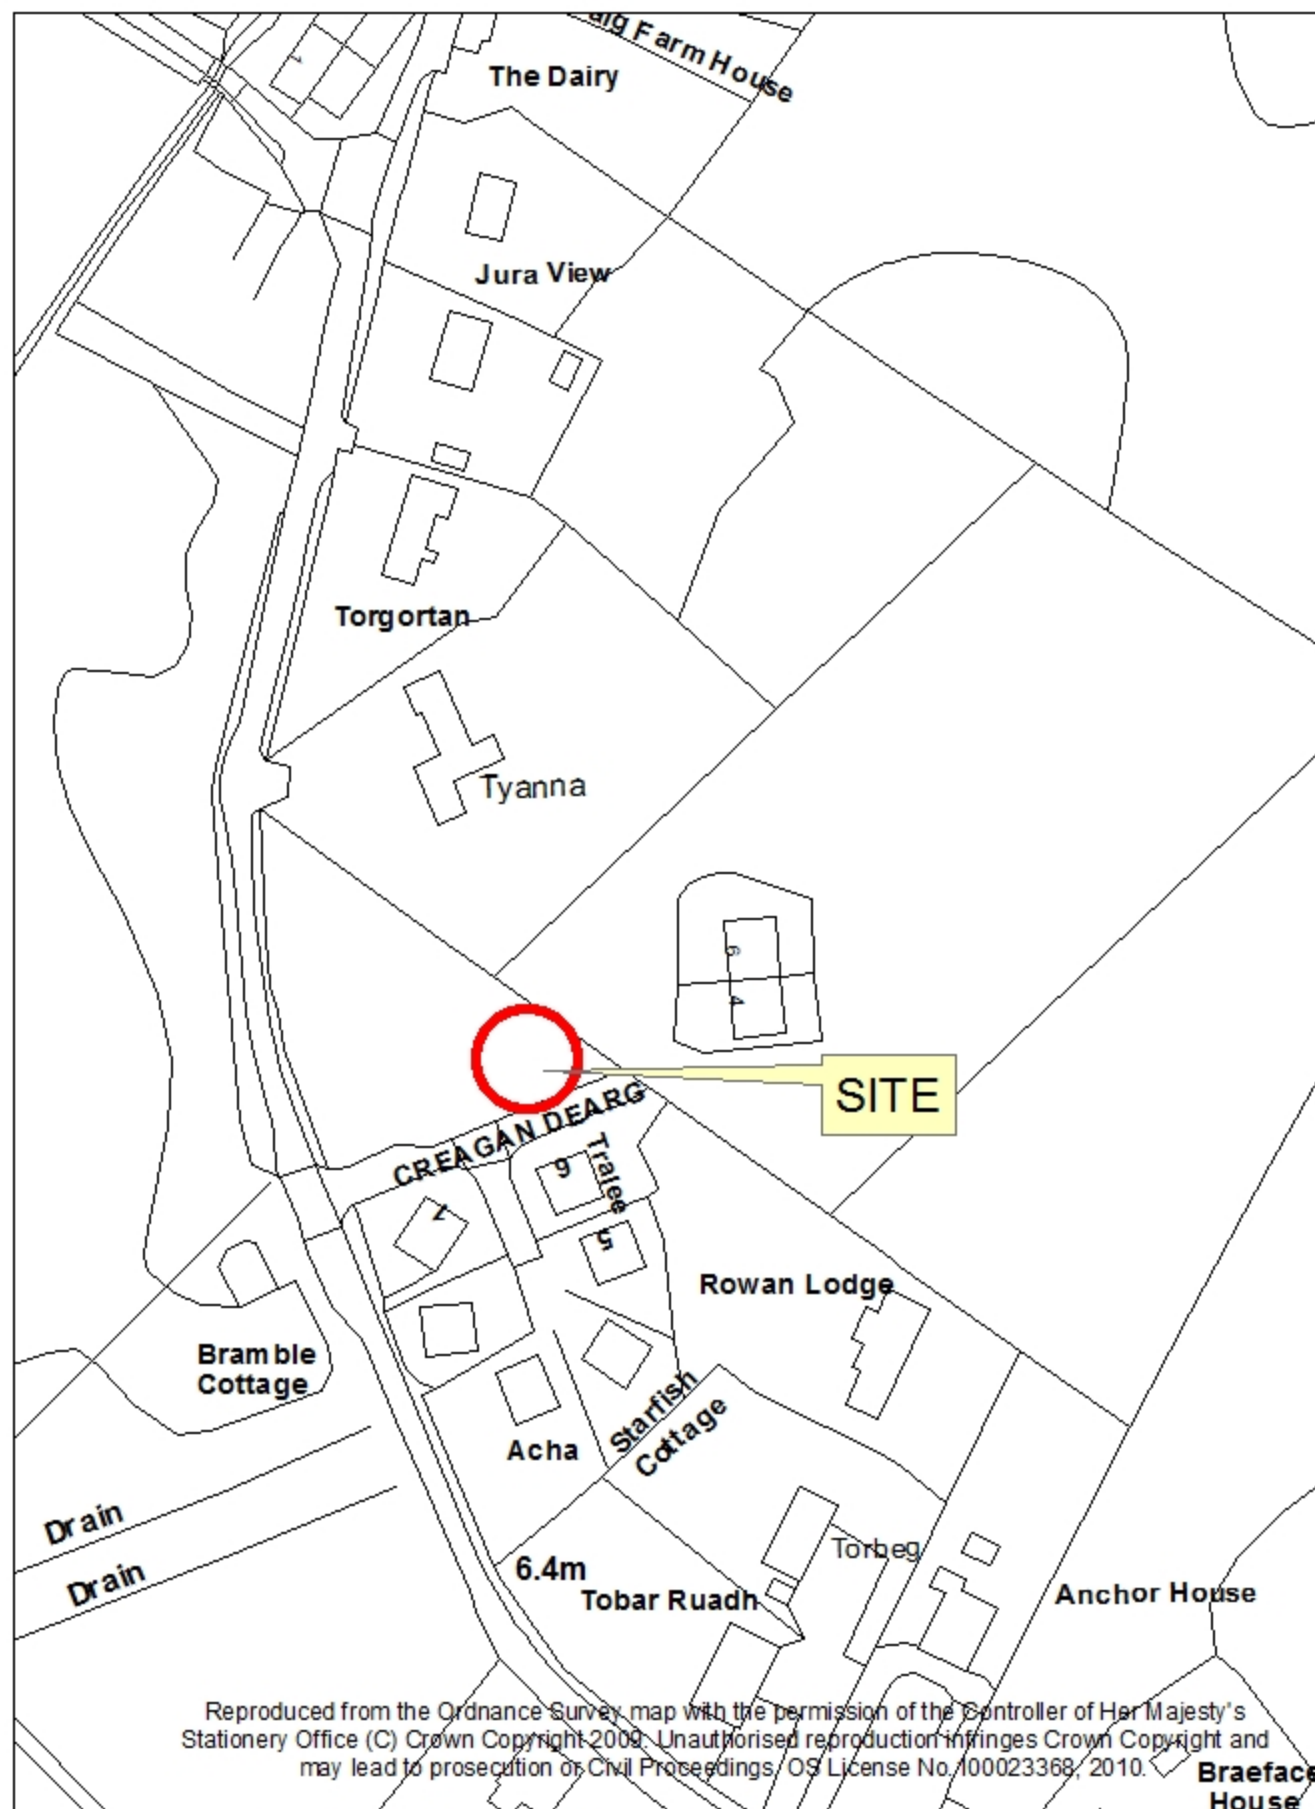 aig Farm House
1
The Dairy
Jura View
Torgortan
Tyanna
6
4
SITE
CREAGAN DEARG
Tralee
6
7
5
Rowan Lodge
Bramble
Cottage
Starfish
Cottage
Acha
Drain
Drain
6.4m
Torbeg
Tobar Ruadh
Anchor House
Reproduced from the Ordnance Survey map with the permission of the Controller of Her Majesty's
Stationery Office (C) Crown Copyright 2009. Unauthorised reproduction infringes Crown Copyright and
may lead to prosecution or Civil Proceedings, OS License No. 100023368, 2010.
Braeface
House